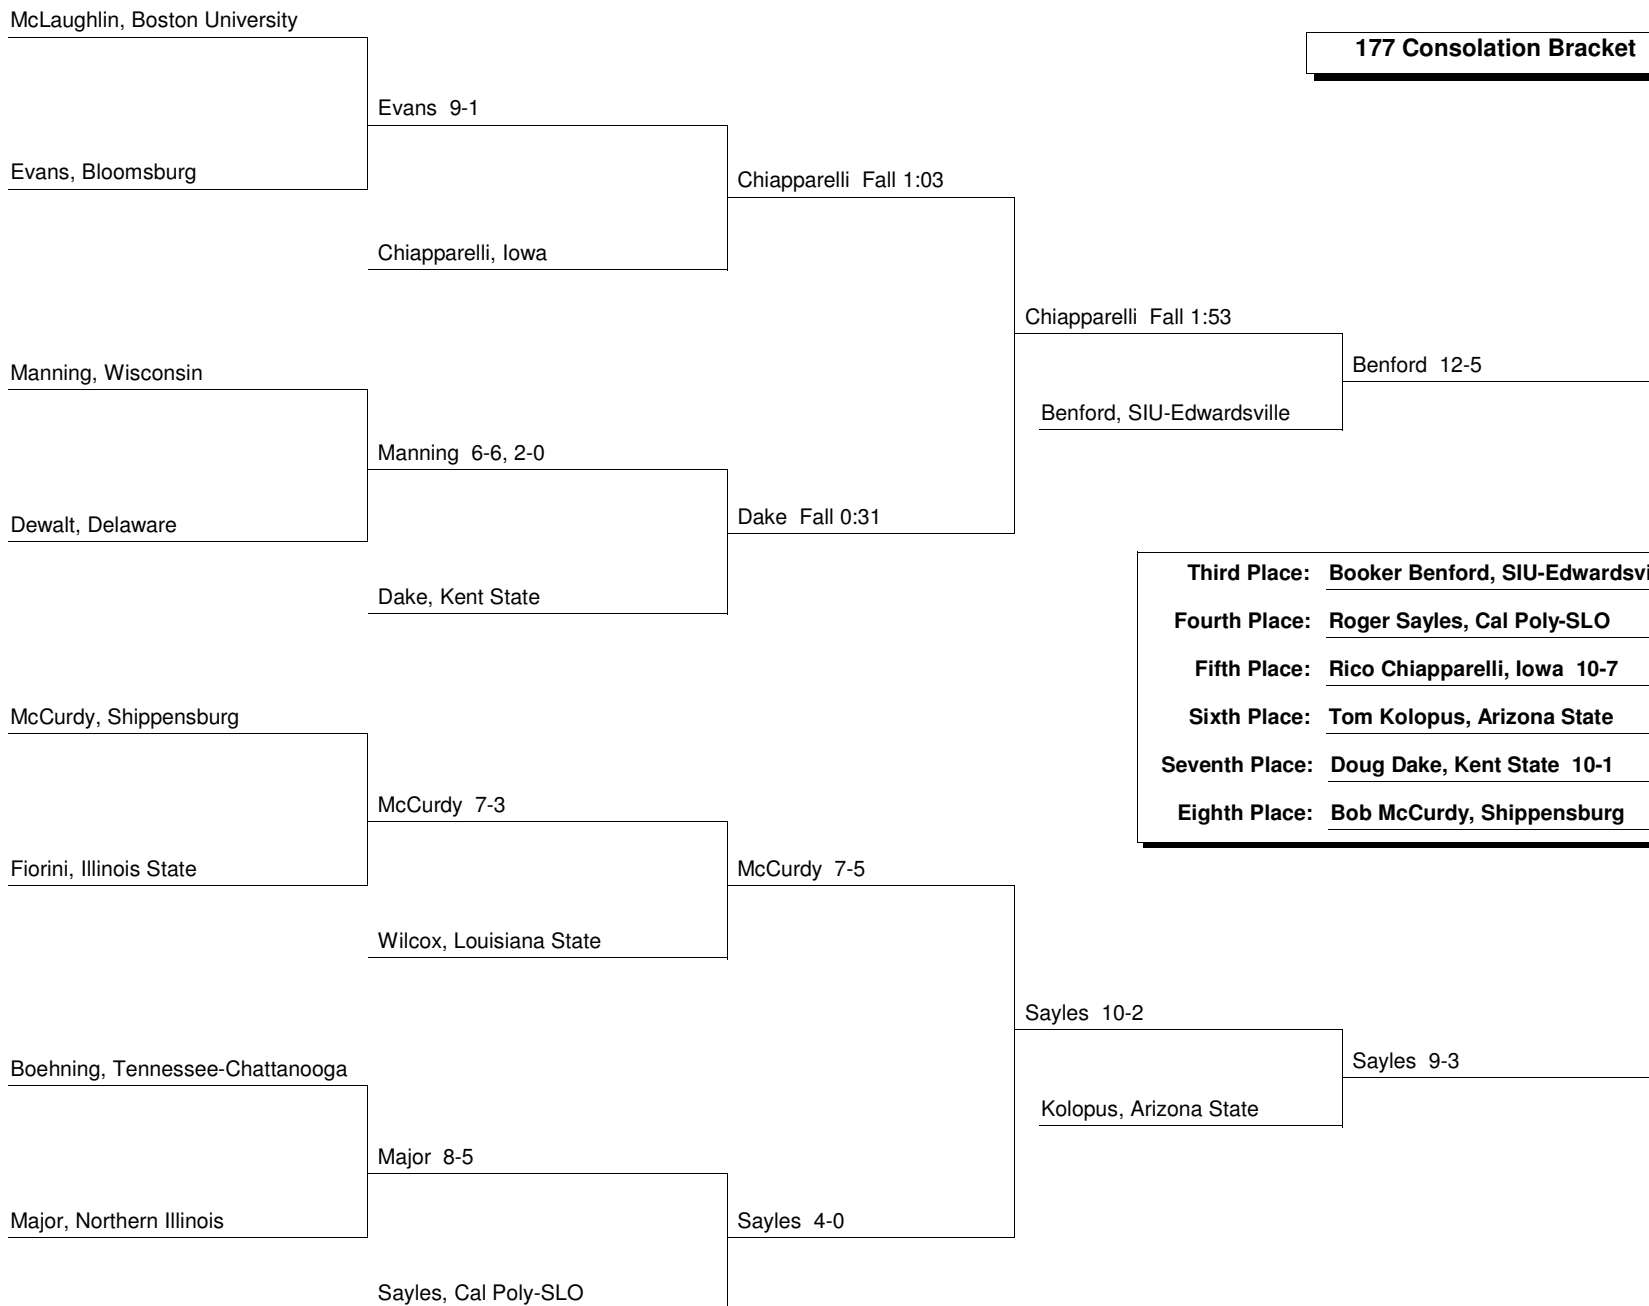 McLaughlin, Boston University
177 Consolation Bracket
Evans 9-1
Evans, Bloomsburg
Chiapparelli Fall 1:03
Chiapparelli, Iowa
Chiapparelli Fall 1:53
Manning, Wisconsin
Benford 12-5
Benford, SIU-Edwardsville
Manning 6-6, 2-0
Dewalt, Delaware
Dake Fall 0:31
Dake, Kent State
Third Place: Booker Benford, SIU-Edwardsvi
Fourth Place: Roger Sayles, Cal Poly-SLO
Fifth Place: Rico Chiapparelli, Iowa 10-7
Sixth Place: Tom Kolopus, Arizona State
Seventh Place: Doug Dake, Kent State 10-1
Eighth Place: Bob McCurdy, Shippensburg
McCurdy, Shippensburg
McCurdy 7-3
Fiorini, Illinois State
McCurdy 7-5
Wilcox, Louisiana State
Sayles 10-2
Boehning, Tennessee-Chattanooga
Sayles 9-3
Kolopus, Arizona State
Major 8-5
Major, Northern Illinois
Sayles 4-0
Sayles, Cal Poly-SLO